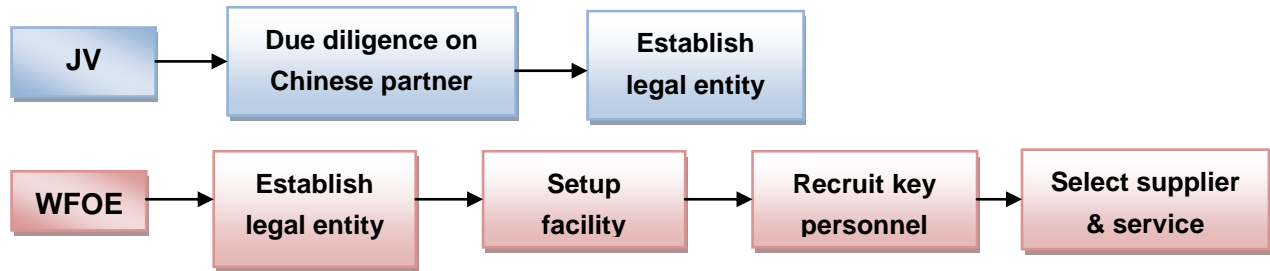 JV
Due diligence on
Chinese partner
Establish
legal entity
WFOE
Establish
legal entity
Setup
facility
Recruit key
personnel
Select supplier
& service